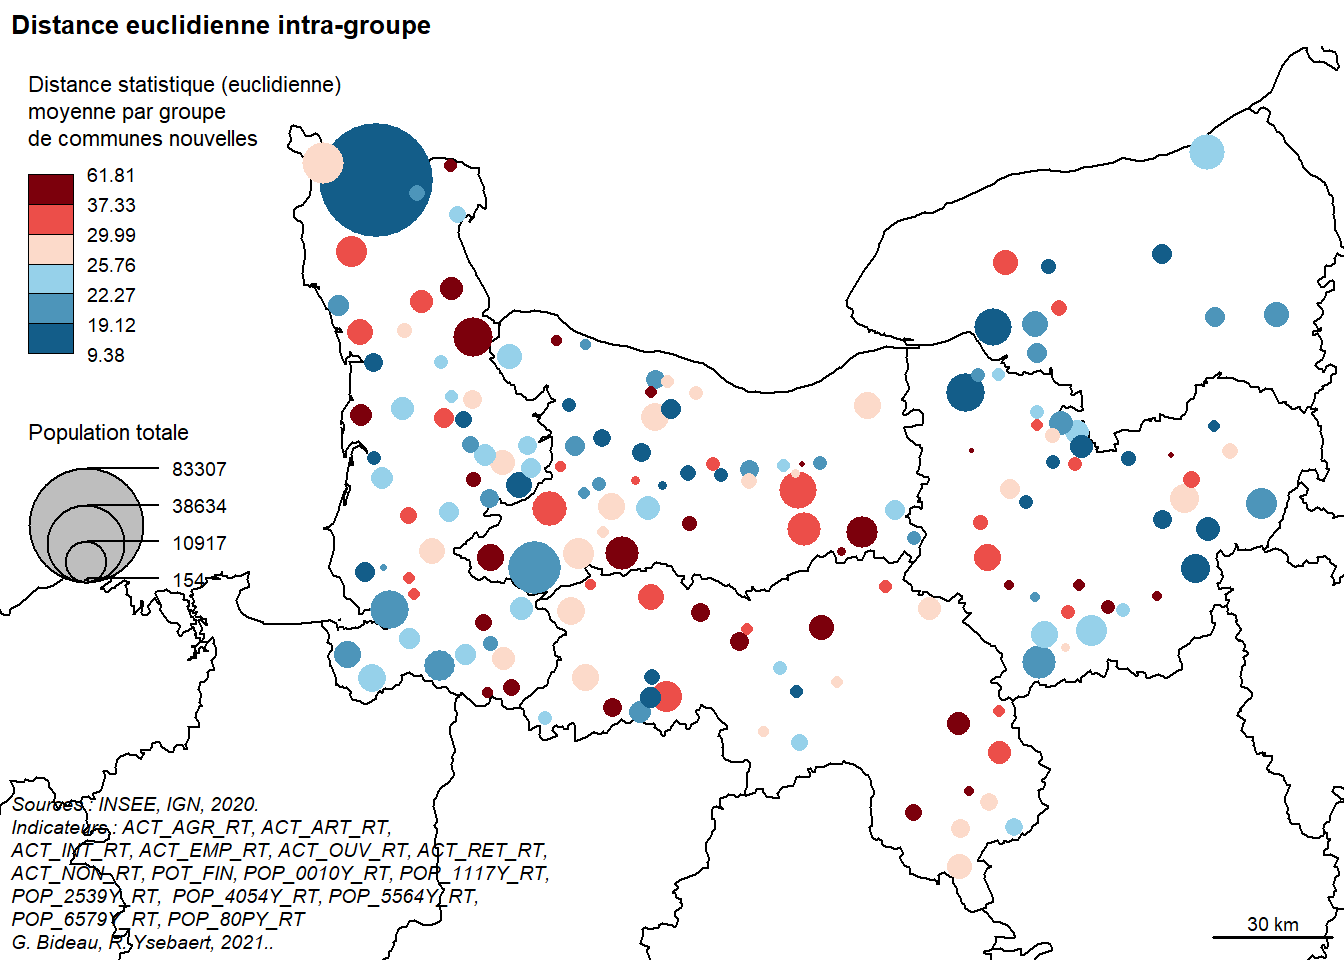 Distance euclidienne intra-groupe
Distance statistique (euclidienne)
moyenne par groupe
de communes nouvelles
61.81
37.33
29.99
25.76
22.27
19.12
9.38
Population totale
83307
38634
10917
154
30 km
Sources : INSEE, IGN, 2020.
Indicateurs : ACT_AGR_RT, ACT_ART_RT,
ACT_INT_RT, ACT_EMP_RT, ACT_OUV_RT, ACT_RET_RT,
ACT_NON_RT, POT_FIN, POP_0010Y_RT, POP_1117Y_RT,
POP_2539Y_RT, POP_4054Y_RT, POP_5564Y_RT,
POP_6579Y_RT, POP_80PY_RT
G. Bideau, R. Ysebaert, 2021..